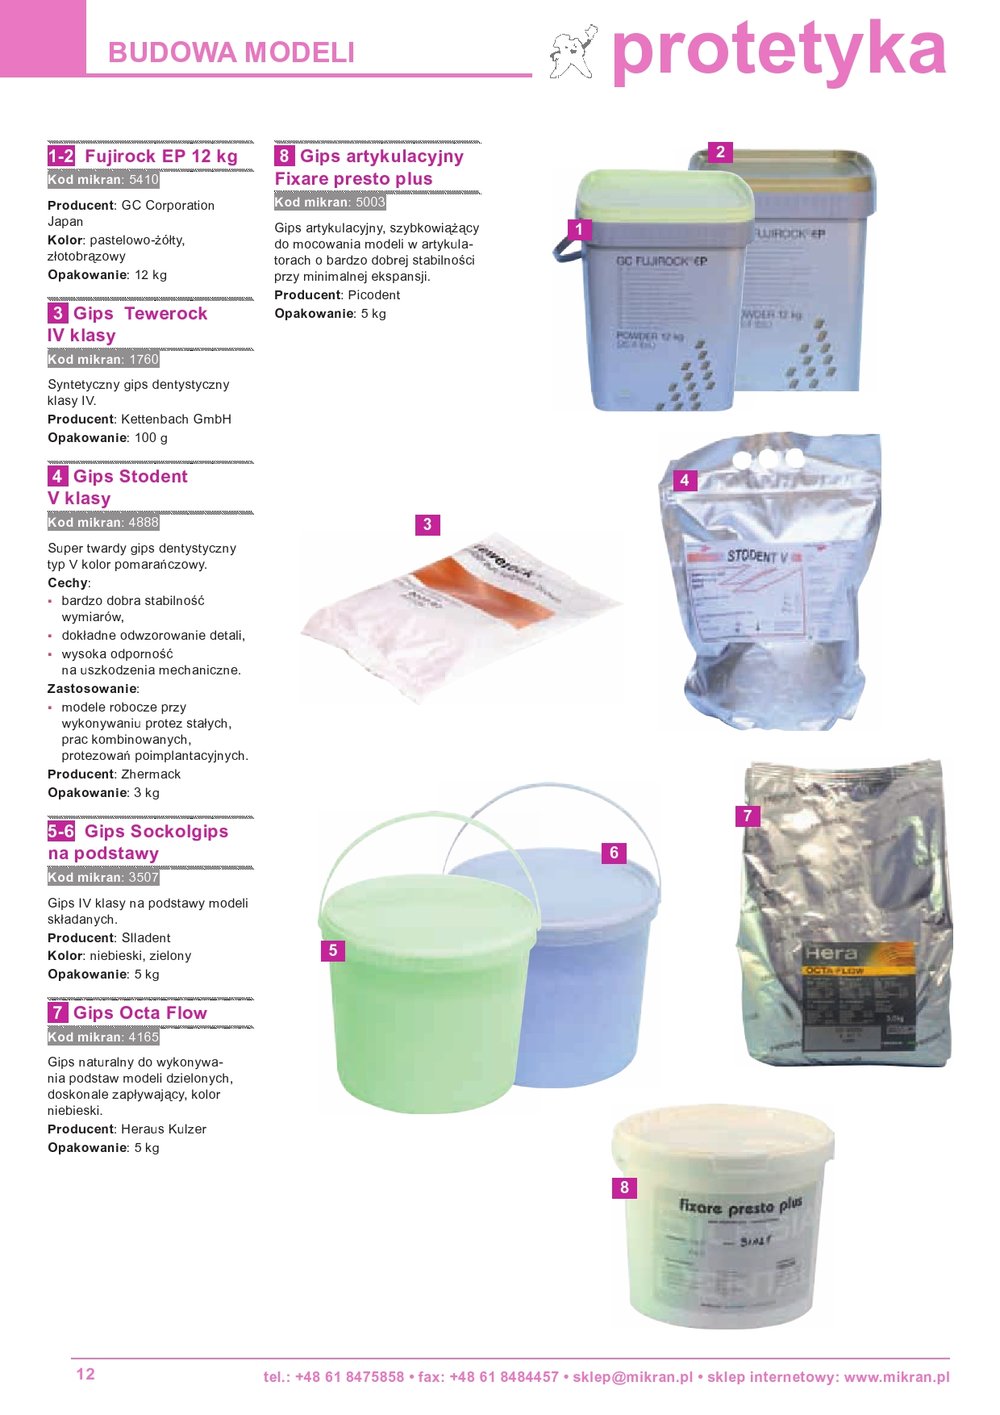 BUDOWA MODELI
protetyka
1-2 Fujirock EP 12 kg
Kod mikran: 5410
Producent: GC Corporation
Japan
Kolor: pastelowo-żółty,
złotobrązowy
Opakowanie: 12 kg
3 Gips Tewerock
IV klasy
Kod mikran: 1760
Syntetyczny gips dentystyczny
klasy IV.
Producent: Kettenbach GmbH
Opakowanie: 100 g
4 Gips Stodent
V klasy
Kod mikran: 4888
Super twardy gips dentystyczny
typ V kolor pomarańczowy.
Cechy:
▪ bardzo dobra stabilność
wymiarów,
▪ dokładne odwzorowanie detali,
▪ wysoka odporność
na uszkodzenia mechaniczne.
Zastosowanie:
▪ modele robocze przy
wykonywaniu protez stałych,
prac kombinowanych,
protezowań poimplantacyjnych.
Producent: Zhermack
Opakowanie: 3 kg
5-6 Gips Sockolgips
na podstawy
Kod mikran: 3507
Gips IV klasy na podstawy modeli
składanych.
Producent: Slladent
Kolor: niebieski, zielony
Opakowanie: 5 kg
7 Gips Octa Flow
Kod mikran: 4165
Gips naturalny do wykonywa-
nia podstaw modeli dzielonych,
doskonale zapływający, kolor
niebieski.
Producent: Heraus Kulzer
Opakowanie: 5 kg
8 Gips artykulacyjny
Fixare presto plus
Kod mikran: 5003
Gips artykulacyjny, szybkowiążący
do mocowania modeli w artykula-
torach o bardzo dobrej stabilności
przy minimalnej ekspansji.
Producent: Picodent
Opakowanie: 5 kg
2
1
FUJIROCK EP
GC FUJIROCK EP
POWDER 12 kg
POWDER 12 kg
4
STODENT V
3
Tewerock
7
Hera
OCTA-FLOW
5,0kg
6
5
8
fixare presto plus
12
tel.: +48 61 8475858 • fax: +48 61 8484457 • sklep@mikran.pl • sklep internetowy: www.mikran.pl